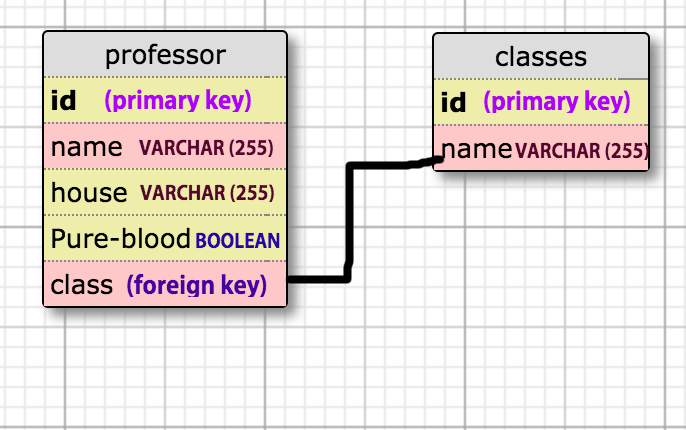 professor
id (primary key)
name VARCHAR (255)
house VARCHAR (255)
Pure-blood BOOLEAN
class (foreign key)
classes
id (primary key)
name VARCHAR (255)